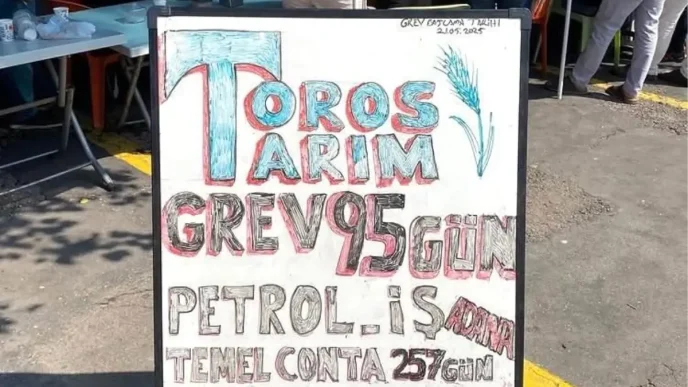 GREV BAŞLAMA TARİHİ
21.05.2025
TOROS
TARIM
GREV 95 GÜN
PETROL-İŞ ADANA
TEMEL CONTA 257 GÜN